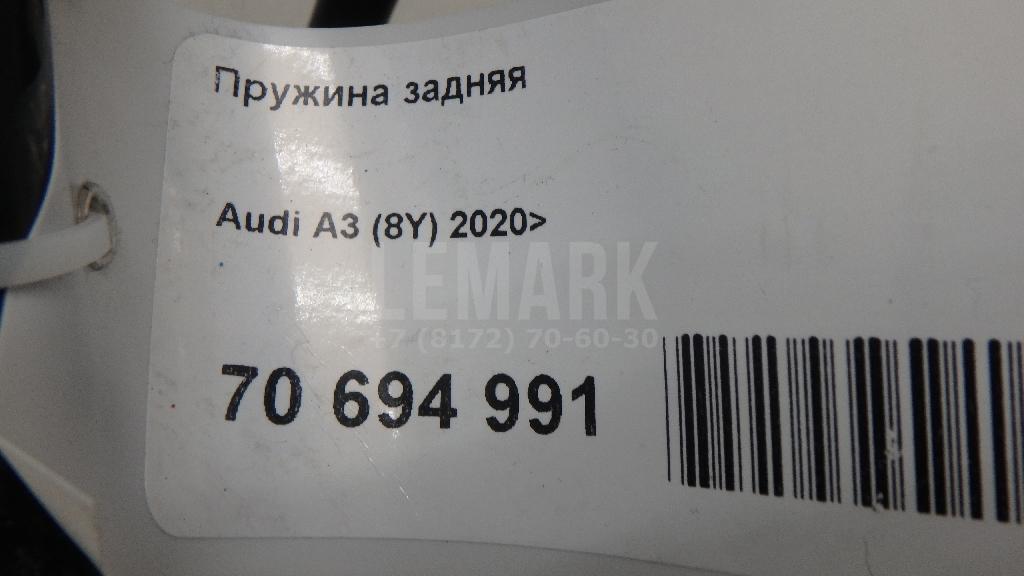 Пружина задняя
Audi A3 (8Y) 2020>
LEMARK
+7 (8172) 70-60-30
70 694 991